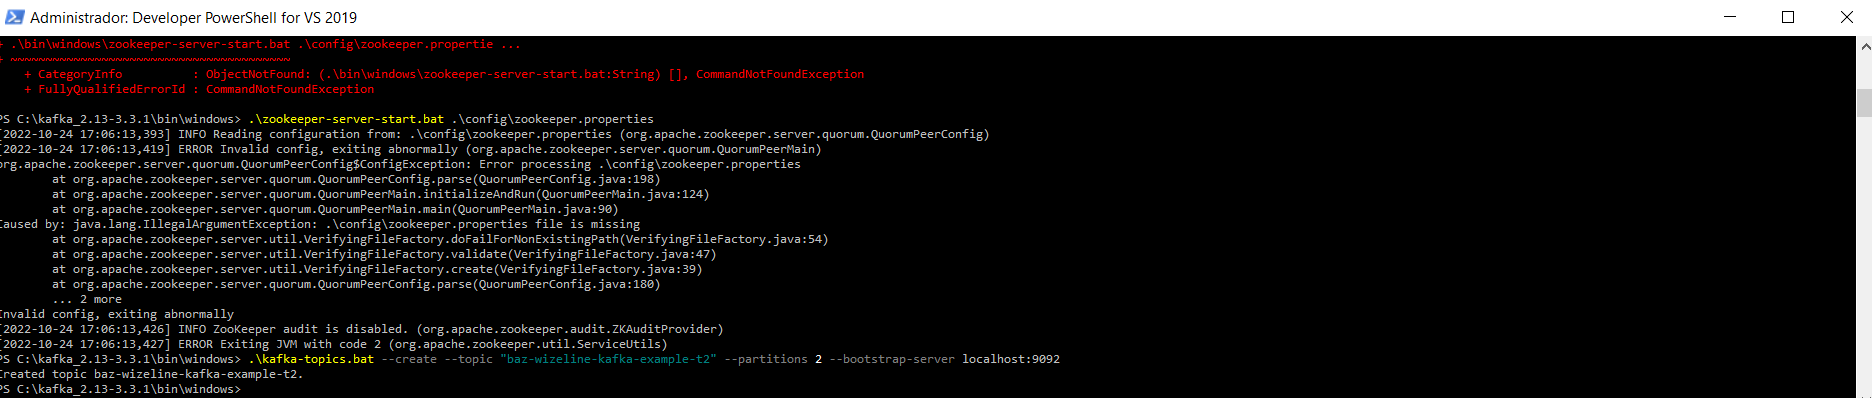 Administrador: Developer PowerShell for VS 2019
+ .\bin\windows\zookeeper-server-start.bat .\config\zookeeper.propertie ...
+ ~~~~~~~~~~~~~~~~~~~~~~~~~~~~~~~~~~~~~~~~
+ CategoryInfo          : ObjectNotFound: (.\bin\windows\zookeeper-server-start.bat:String) [], CommandNotFoundException
+ FullyQualifiedErrorId : CommandNotFoundException
PS C:\kafka_2.13-3.3.1\bin\windows> .\zookeeper-server-start.bat .\config\zookeeper.properties
[2022-10-24 17:06:13,393] INFO Reading configuration from: .\config\zookeeper.properties (org.apache.zookeeper.server.quorum.QuorumPeerConfig)
[2022-10-24 17:06:13,419] ERROR Invalid config, exiting abnormally (org.apache.zookeeper.server.quorum.QuorumPeerMain)
org.apache.zookeeper.server.quorum.QuorumPeerConfig$ConfigException: Error processing .\config\zookeeper.properties
at org.apache.zookeeper.server.quorum.QuorumPeerConfig.parse(QuorumPeerConfig.java:198)
at org.apache.zookeeper.server.quorum.QuorumPeerMain.initializeAndRun(QuorumPeerMain.java:124)
at org.apache.zookeeper.server.quorum.QuorumPeerMain.main(QuorumPeerMain.java:90)
Caused by: java.lang.IllegalArgumentException: .\config\zookeeper.properties file is missing
at org.apache.zookeeper.server.util.VerifyingFileFactory.doFailForNonExistingPath(VerifyingFileFactory.java:54)
at org.apache.zookeeper.server.util.VerifyingFileFactory.validate(VerifyingFileFactory.java:47)
at org.apache.zookeeper.server.util.VerifyingFileFactory.create(VerifyingFileFactory.java:39)
at org.apache.zookeeper.server.quorum.QuorumPeerConfig.parse(QuorumPeerConfig.java:180)
... 2 more
Invalid config, exiting abnormally
[2022-10-24 17:06:13,426] INFO ZooKeeper audit is disabled. (org.apache.zookeeper.audit.ZKAuditProvider)
[2022-10-24 17:06:13,427] ERROR Exiting JVM with code 2 (org.apache.zookeeper.util.ServiceUtils)
PS C:\kafka_2.13-3.3.1\bin\windows> .\kafka-topics.bat --create --topic "baz-wizeline-kafka-example-t2" --partitions 2 --bootstrap-server localhost:9092
Created topic baz-wizeline-kafka-example-t2.
PS C:\kafka_2.13-3.3.1\bin\windows>